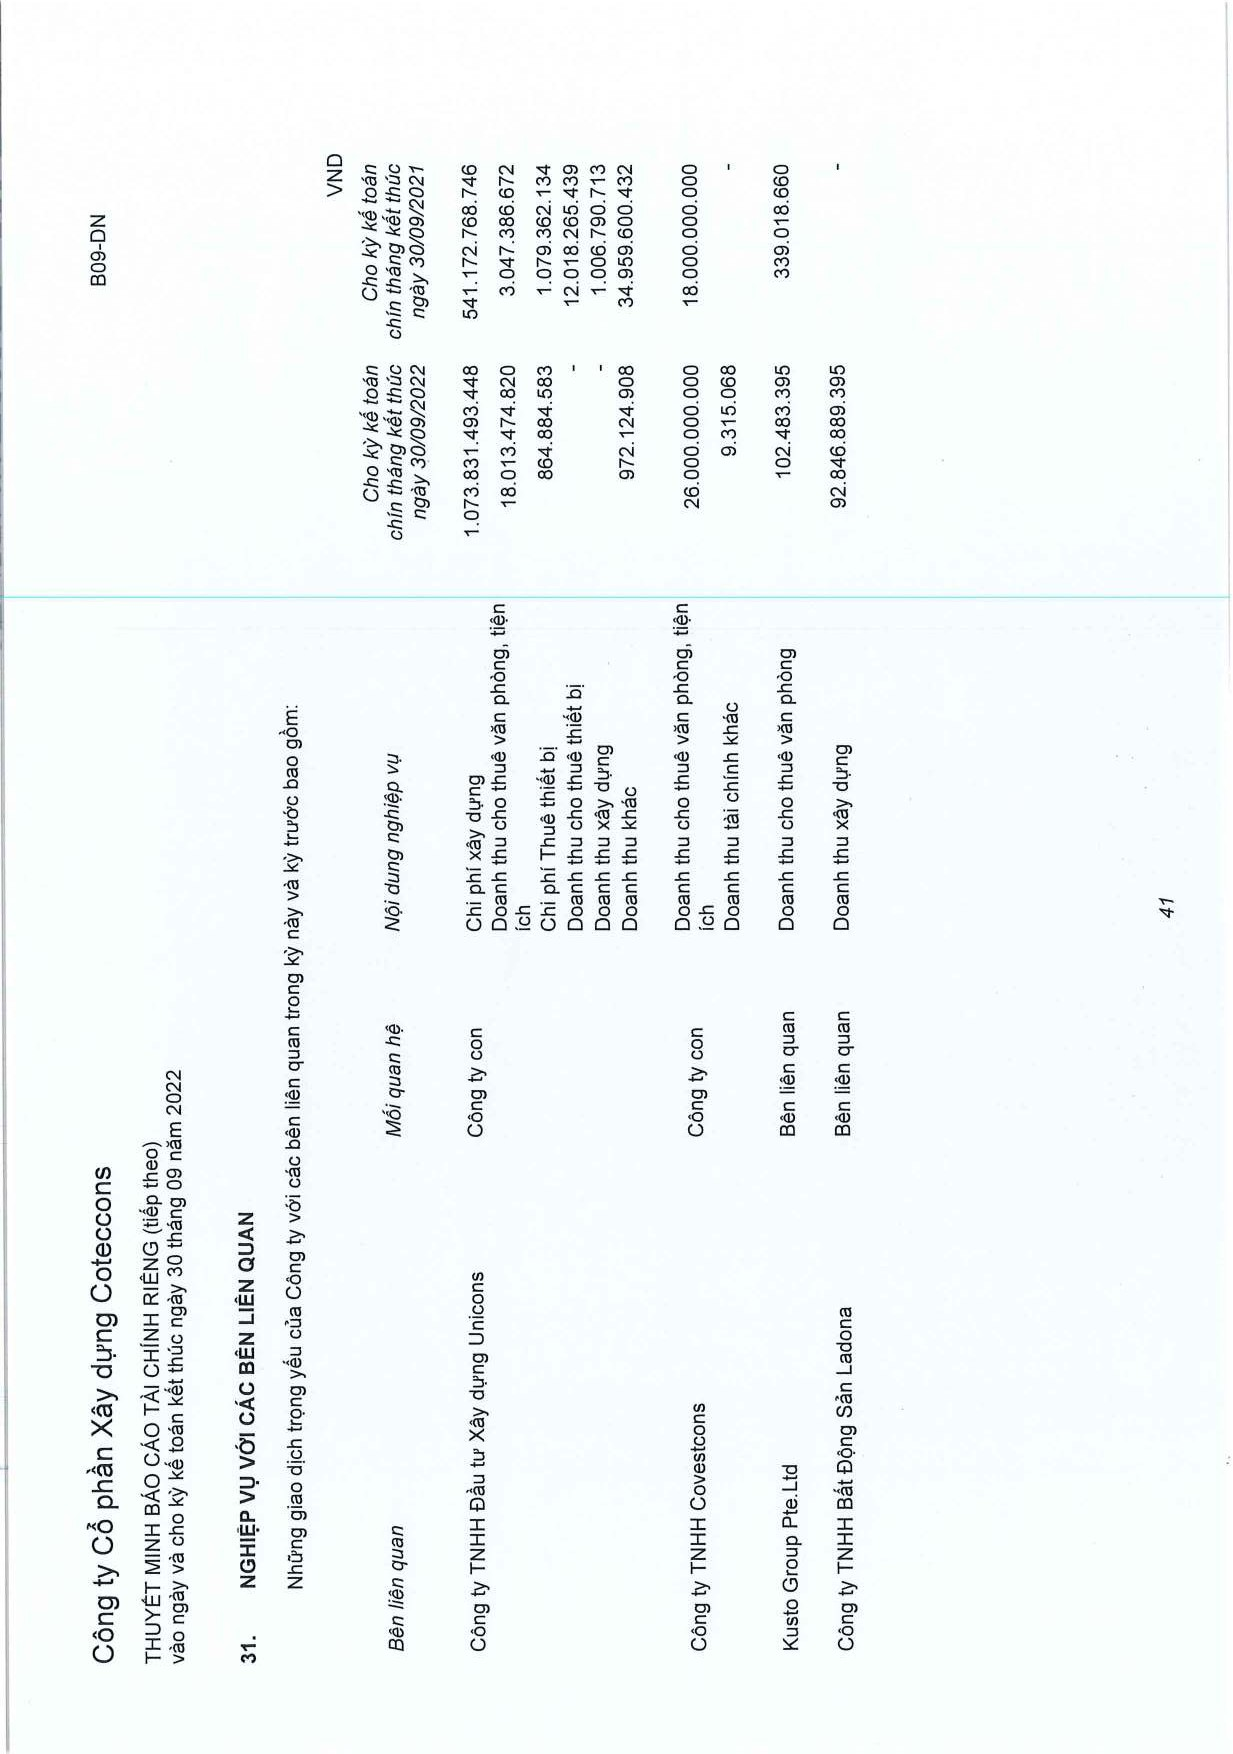 Công ty Cổ phần Xây dựng Coteccons B09-DN
THUYẾT MINH BÁO CÁO TÀI CHÍNH RIÊNG (tiếp theo)
vào ngày và cho kỳ kế toán kết thúc ngày 30 tháng 09 năm 2022
31. NGHIỆP VỤ VỚI CÁC BÊN LIÊN QUAN
Những giao dịch trọng yếu của Công ty với các bên liên quan trong kỳ này và kỳ trước bao gồm:
VND
Cho kỳ kế toán Cho kỳ kế toán
Bên liên quan Mối quan hệ Nội dung nghiệp vụ chín tháng kết thúc chín tháng kết thúc
ngày 30/09/2022 ngày 30/09/2021
Công ty TNHH Đầu tư Xây dựng Unicons Công ty con Chi phí xây dựng 1.073.831.493.448 541.172.768.746
Doanh thu cho thuê văn phòng, tiện
ích 18.013.474.820 3.047.386.672
Chi phí Thuê thiết bị 864.884.583 1.079.362.134
Doanh thu cho thuê thiết bị - 12.018.265.439
Doanh thu xây dựng - 1.006.790.713
Doanh thu khác 972.124.908 34.959.600.432
Công ty TNHH Covestcons Công ty con Doanh thu cho thuê văn phòng, tiện
ích 26.000.000.000 18.000.000.000
Doanh thu tài chính khác 9.315.068 -
Kusto Group Pte.Ltd Bên liên quan Doanh thu cho thuê văn phòng 102.483.395 339.018.660
Công ty TNHH Bất Động Sản Ladona Bên liên quan Doanh thu xây dựng 92.846.889.395 -
41